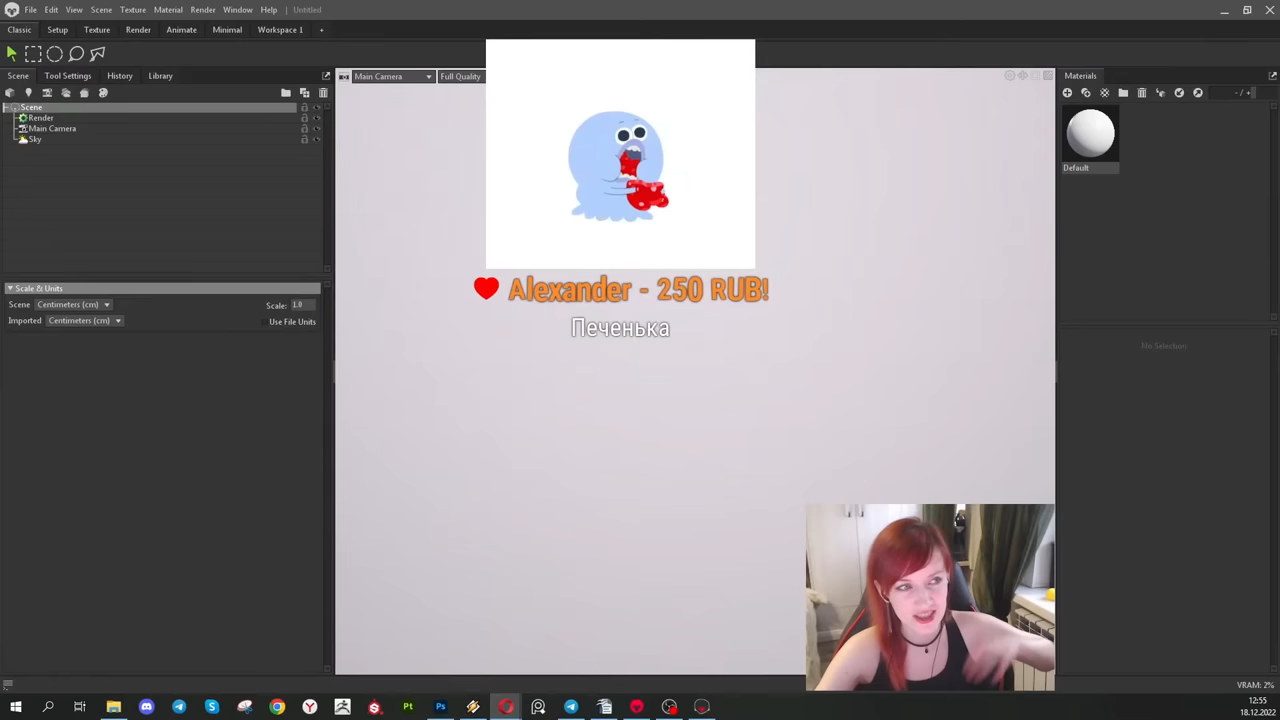 File Edit View Scene Texture Material Render Window Help Untitled
Classic Setup Texture Render Animate Minimal Workspace 1 +
Scene Tool Settings History Library
Main Camera Full Quality
Materials
Scene
Render
Main Camera
Sky
Default
Scale & Units
Scene Centimeters (cm) Scale: 1.0
Imported Centimeters (cm) Use File Units
Alexander - 250 RUB!
Печенька
No Selection
VRAM: 2%
Pt Ps
12:55
18.12.2022